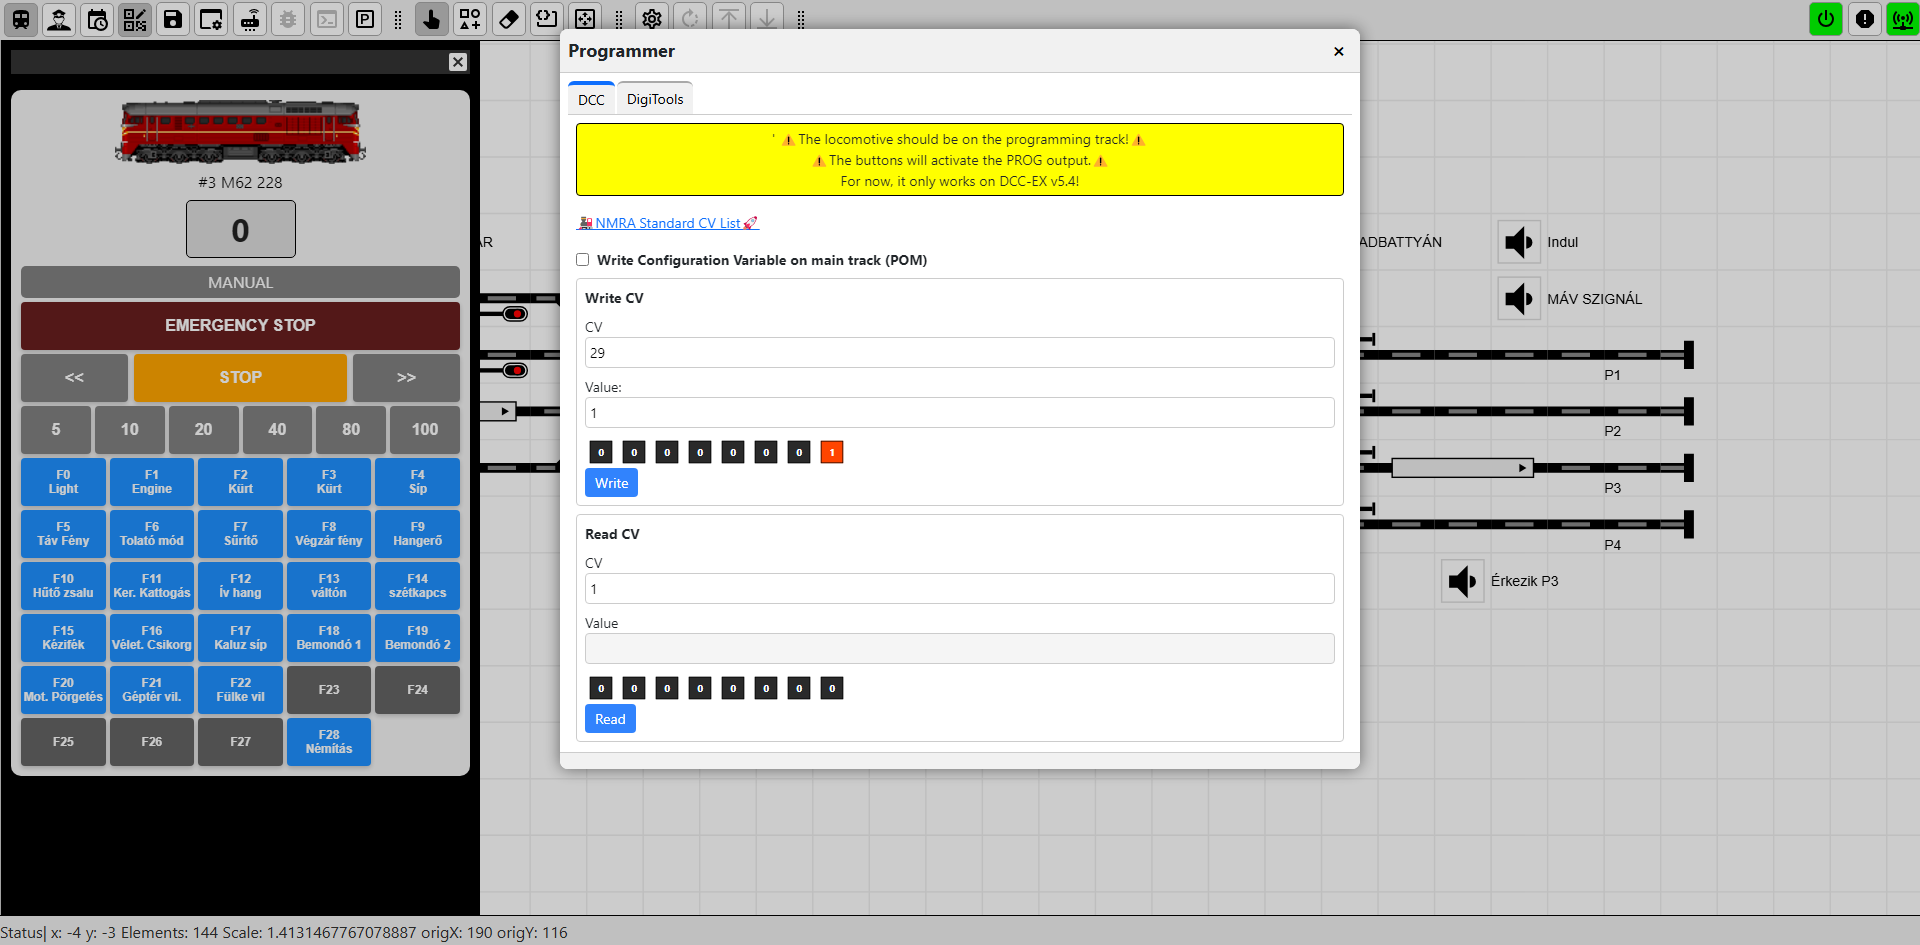 Programmer
×
DCC
DigiTools
' ⚠️ The locomotive should be on the programming track! ⚠️
⚠️ The buttons will activate the PROG output. ⚠️
For now, it only works on DCC-EX v5.4!
🚂 NMRA Standard CV List 🚀
Write Configuration Variable on main track (POM)
Write CV
CV
29
Value:
1
0 0 0 0 0 0 0 1
Write
Read CV
CV
1
Value
0 0 0 0 0 0 0 0
Read
#3 M62 228
0
MANUAL
EMERGENCY STOP
<< STOP >>
5 10 20 40 80 100
F0 Light
F1 Engine
F2 Kürt
F3 Kürt
F4 Síp
F5 Táv Fény
F6 Tolató mód
F7 Sűrítő
F8 Végzár fény
F9 Hangerő
F10 Hűtő zsalu
F11 Ker. Kattogás
F12 Ív hang
F13 váltón
F14 szétkapcs
F15 Kézifék
F16 Vélet. Csikorg
F17 Kaluz síp
F18 Bemondó 1
F19 Bemondó 2
F20 Mot. Pörgetés
F21 Géptér vil.
F22 Fülke vil
F23
F24
F25
F26
F27
F28 Némítás
AR
ADBATTYÁN
Indul
MÁV SZIGNÁL
P1
P2
P3
P4
Érkezik P3
Status| x: -4 y: -3 Elements: 144 Scale: 1.4131467767078887 origX: 190 origY: 116